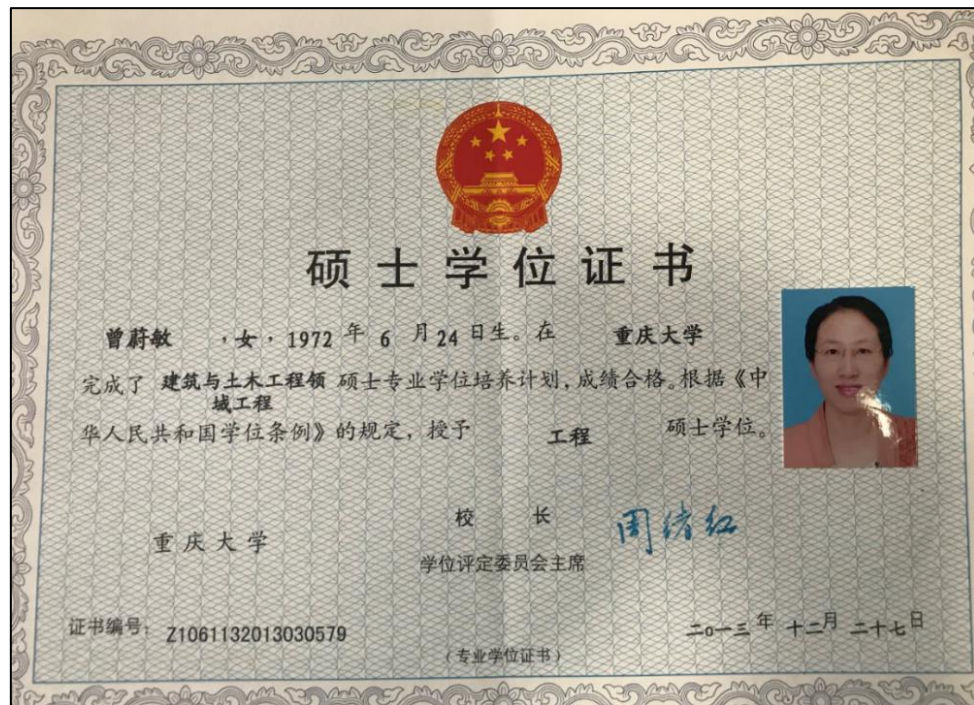 硕士学位证书
曾蔚敏 ,女,1972 年 6 月 24 日生。在 重庆大学
完成了 建筑与土木工程领域工程 硕士专业学位培养计划,成绩合格。根据《中
华人民共和国学位条例》的规定,授予 工程 硕士学位。
重庆大学
校 长 周绪红
学位评定委员会主席
证书编号: Z1061132013030579
二〇一三 年 十二 月 二十七 日
(专业学位证书)